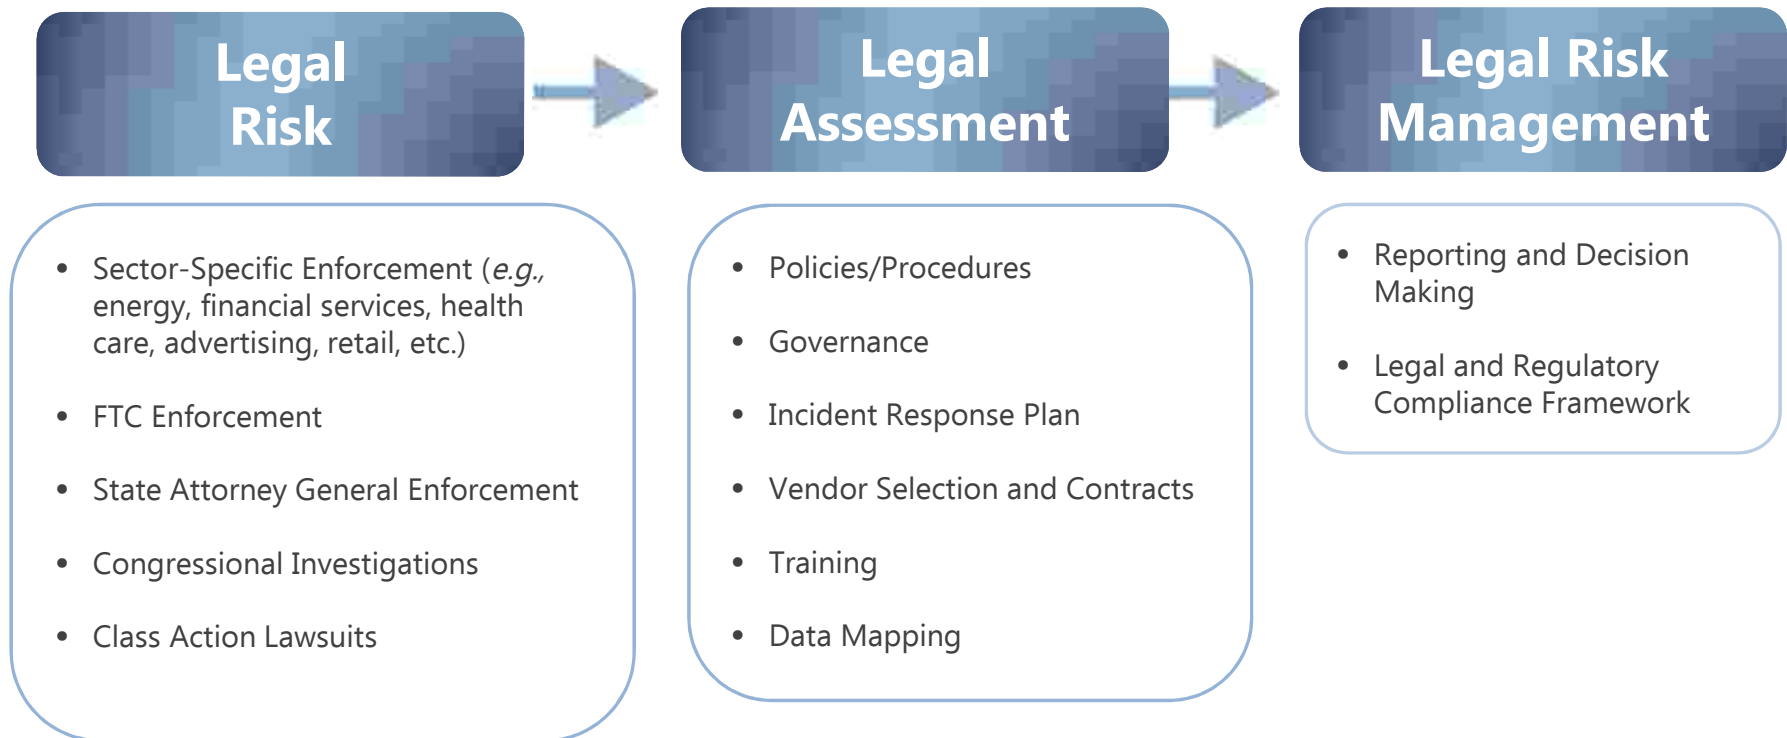 Legal
Risk
Legal
Assessment
Legal Risk
Management
• Sector-Specific Enforcement (e.g.,
energy, financial services, health
care, advertising, retail, etc.)
• FTC Enforcement
• State Attorney General Enforcement
• Congressional Investigations
• Class Action Lawsuits
• Policies/Procedures
• Governance
• Incident Response Plan
• Vendor Selection and Contracts
• Training
• Data Mapping
• Reporting and Decision
Making
• Legal and Regulatory
Compliance Framework